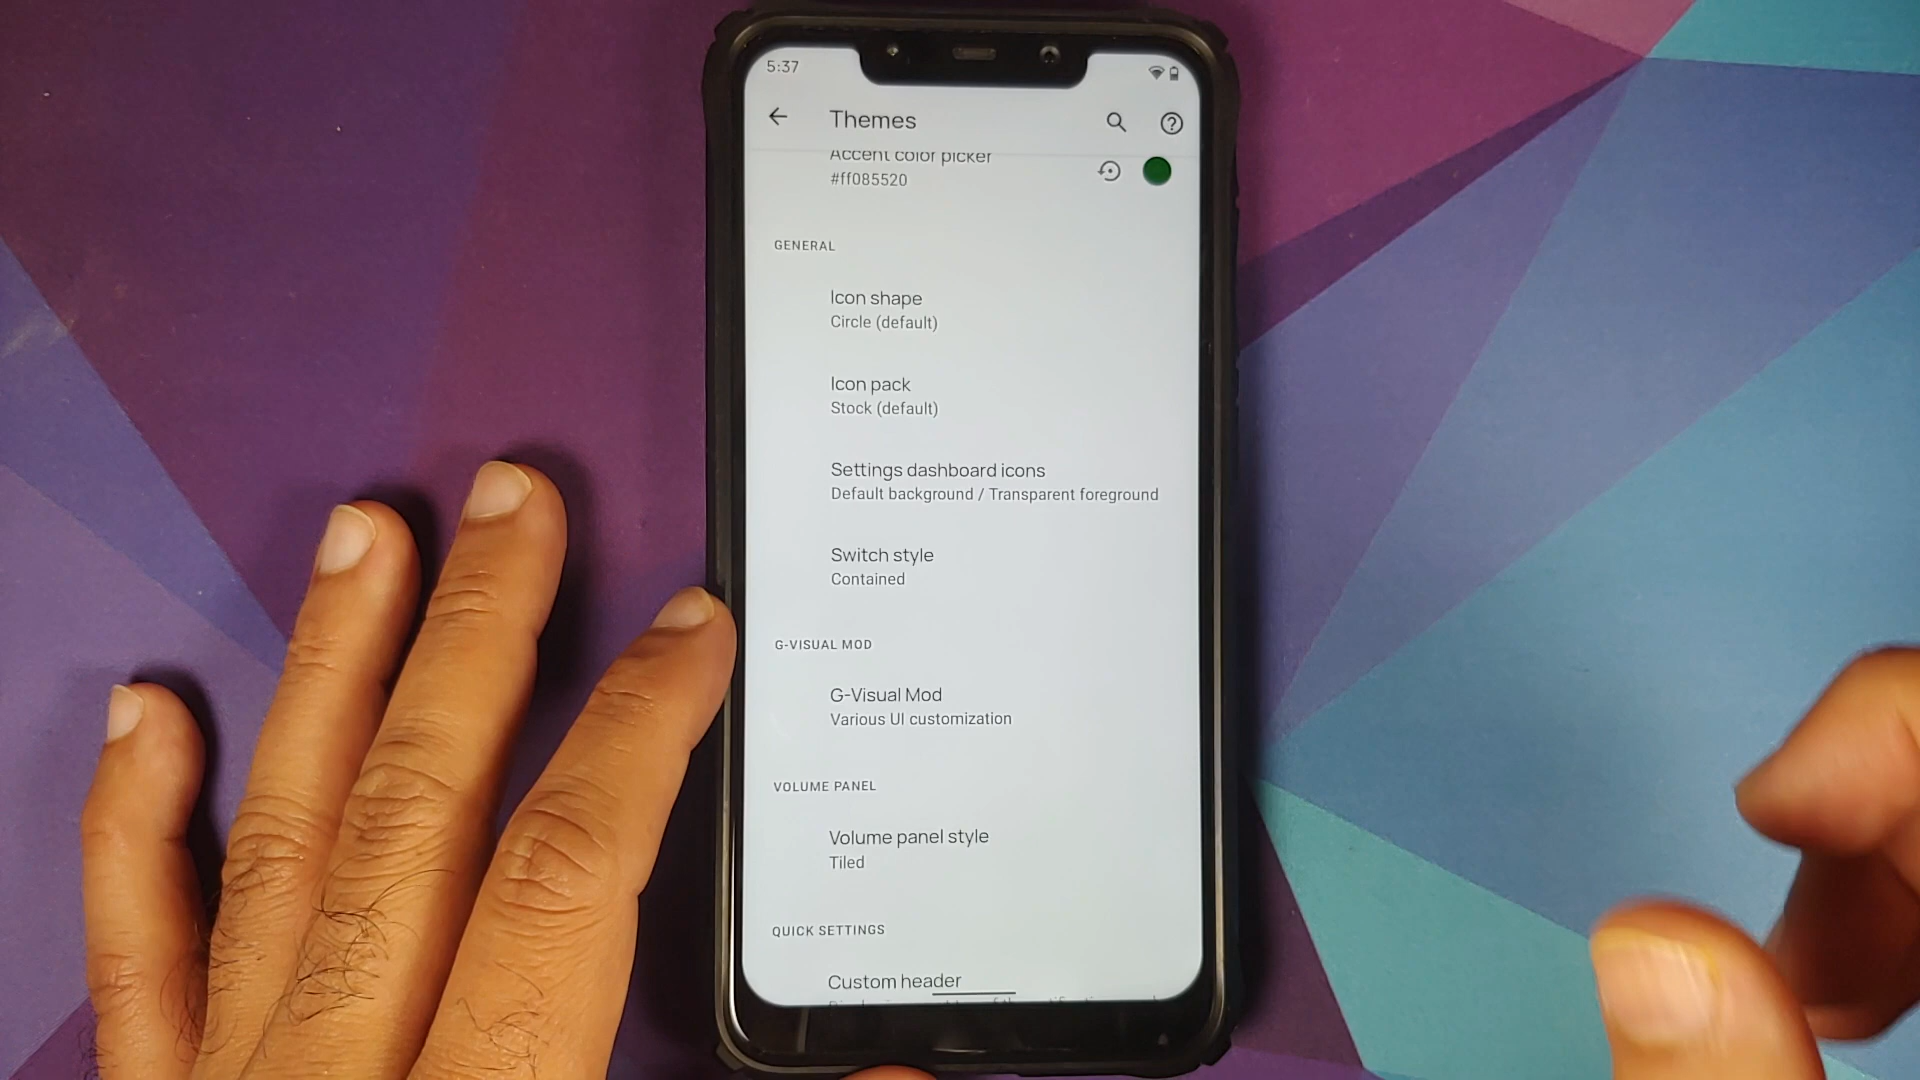 5:37
Themes
Accent color picker
#ff085520
GENERAL
Icon shape
Circle (default)
Icon pack
Stock (default)
Settings dashboard icons
Default background / Transparent foreground
Switch style
Contained
G-VISUAL MOD
G-Visual Mod
Various UI customization
VOLUME PANEL
Volume panel style
Tiled
QUICK SETTINGS
Custom header